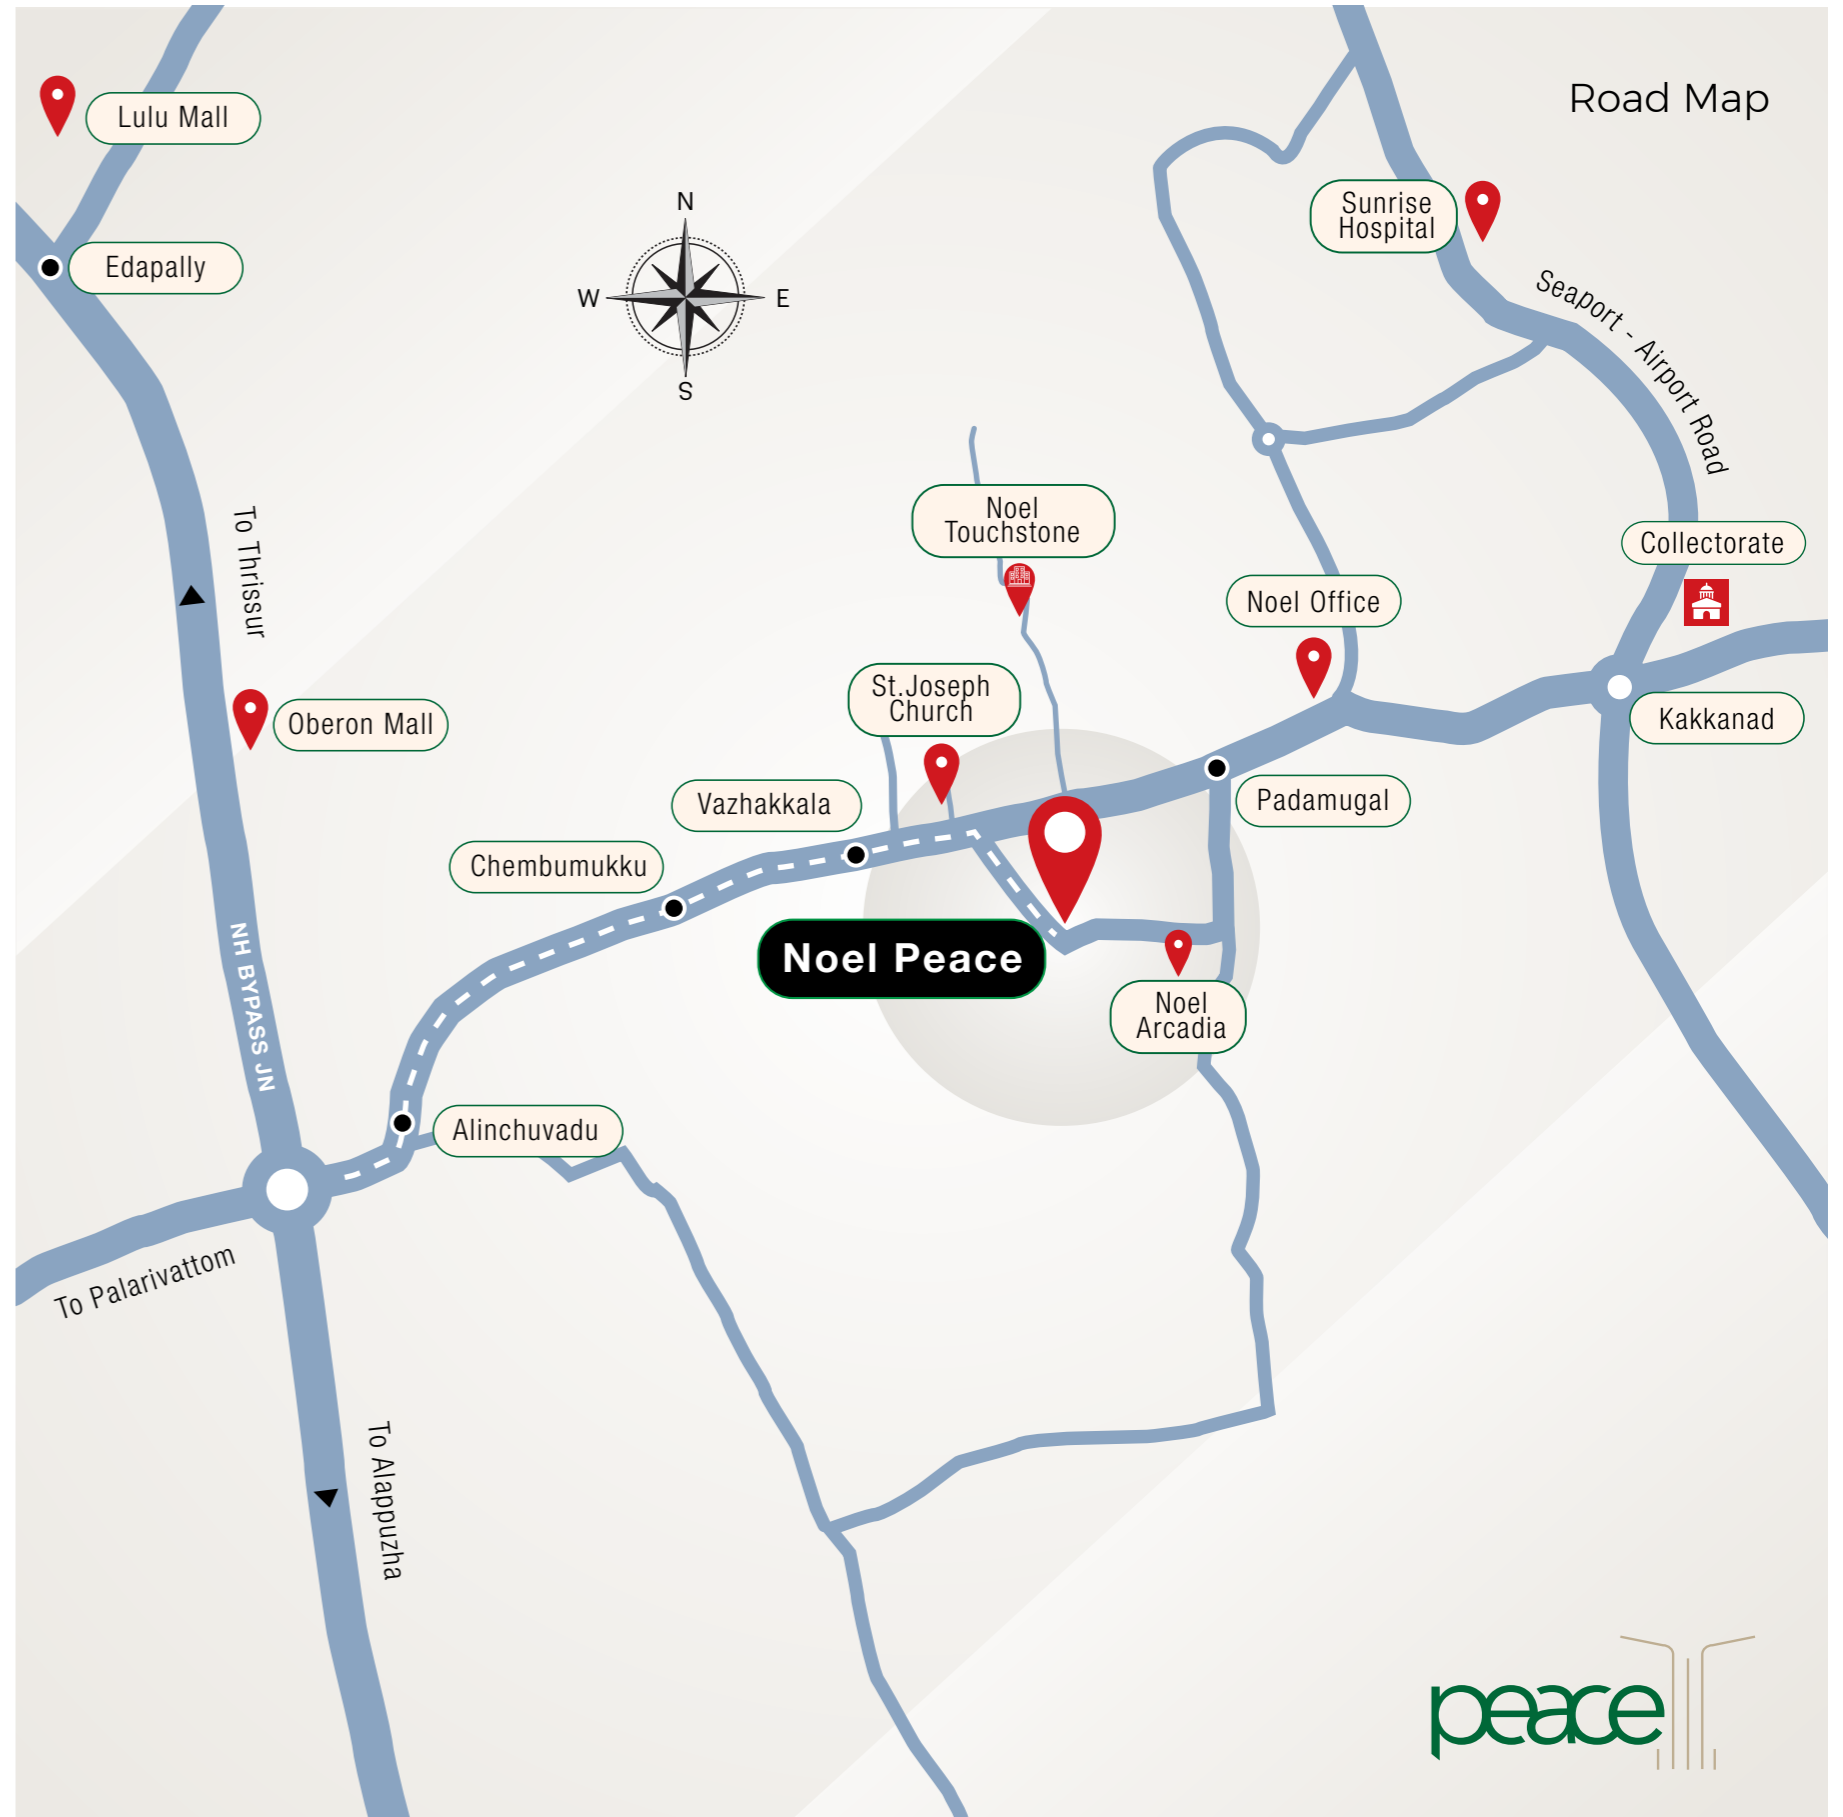 Road Map
Lulu Mall
N
Sunrise
Hospital
Edapally
W
E
Seaport - Airport Road
S
Noel
Touchstone
To Thrissur
Collectorate
Noel Office
St.Joseph
Church
Oberon Mall
Kakkanad
Vazhakkala
Padamugal
Chembumukku
Noel Peace
NH BYPASS JN
Noel
Arcadia
Alinchuvadu
To Palarivattom
To Alappuzha
peace